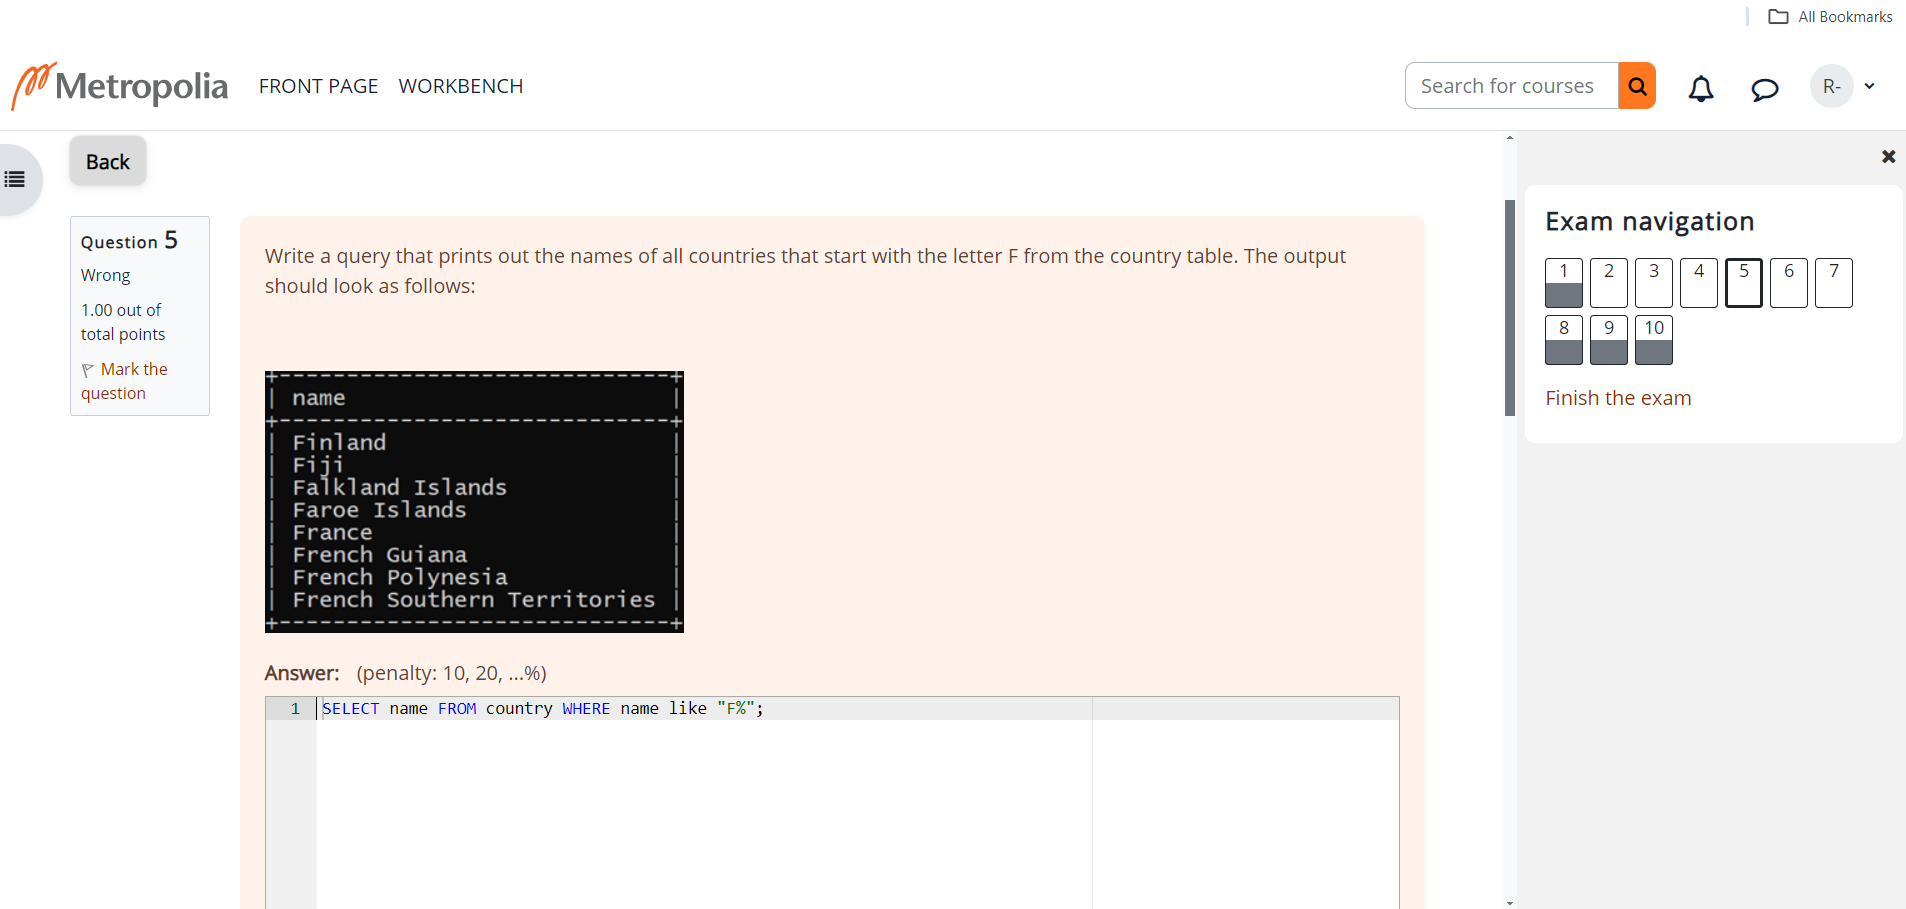 All Bookmarks
Metropolia FRONT PAGE WORKBENCH Search for courses R-
Back
Question 5
Wrong
1.00 out of
total points
Mark the
question
Write a query that prints out the names of all countries that start with the letter F from the country table. The output
should look as follows:
+-----------------------------+
| name |
+-----------------------------+
| Finland |
| Fiji |
| Falkland Islands |
| Faroe Islands |
| France |
| French Guiana |
| French Polynesia |
| French Southern Territories |
+-----------------------------+
Answer: (penalty: 10, 20, ...%)
1 SELECT name FROM country WHERE name like "F%";
Exam navigation
1 2 3 4 5 6 7
8 9 10
Finish the exam